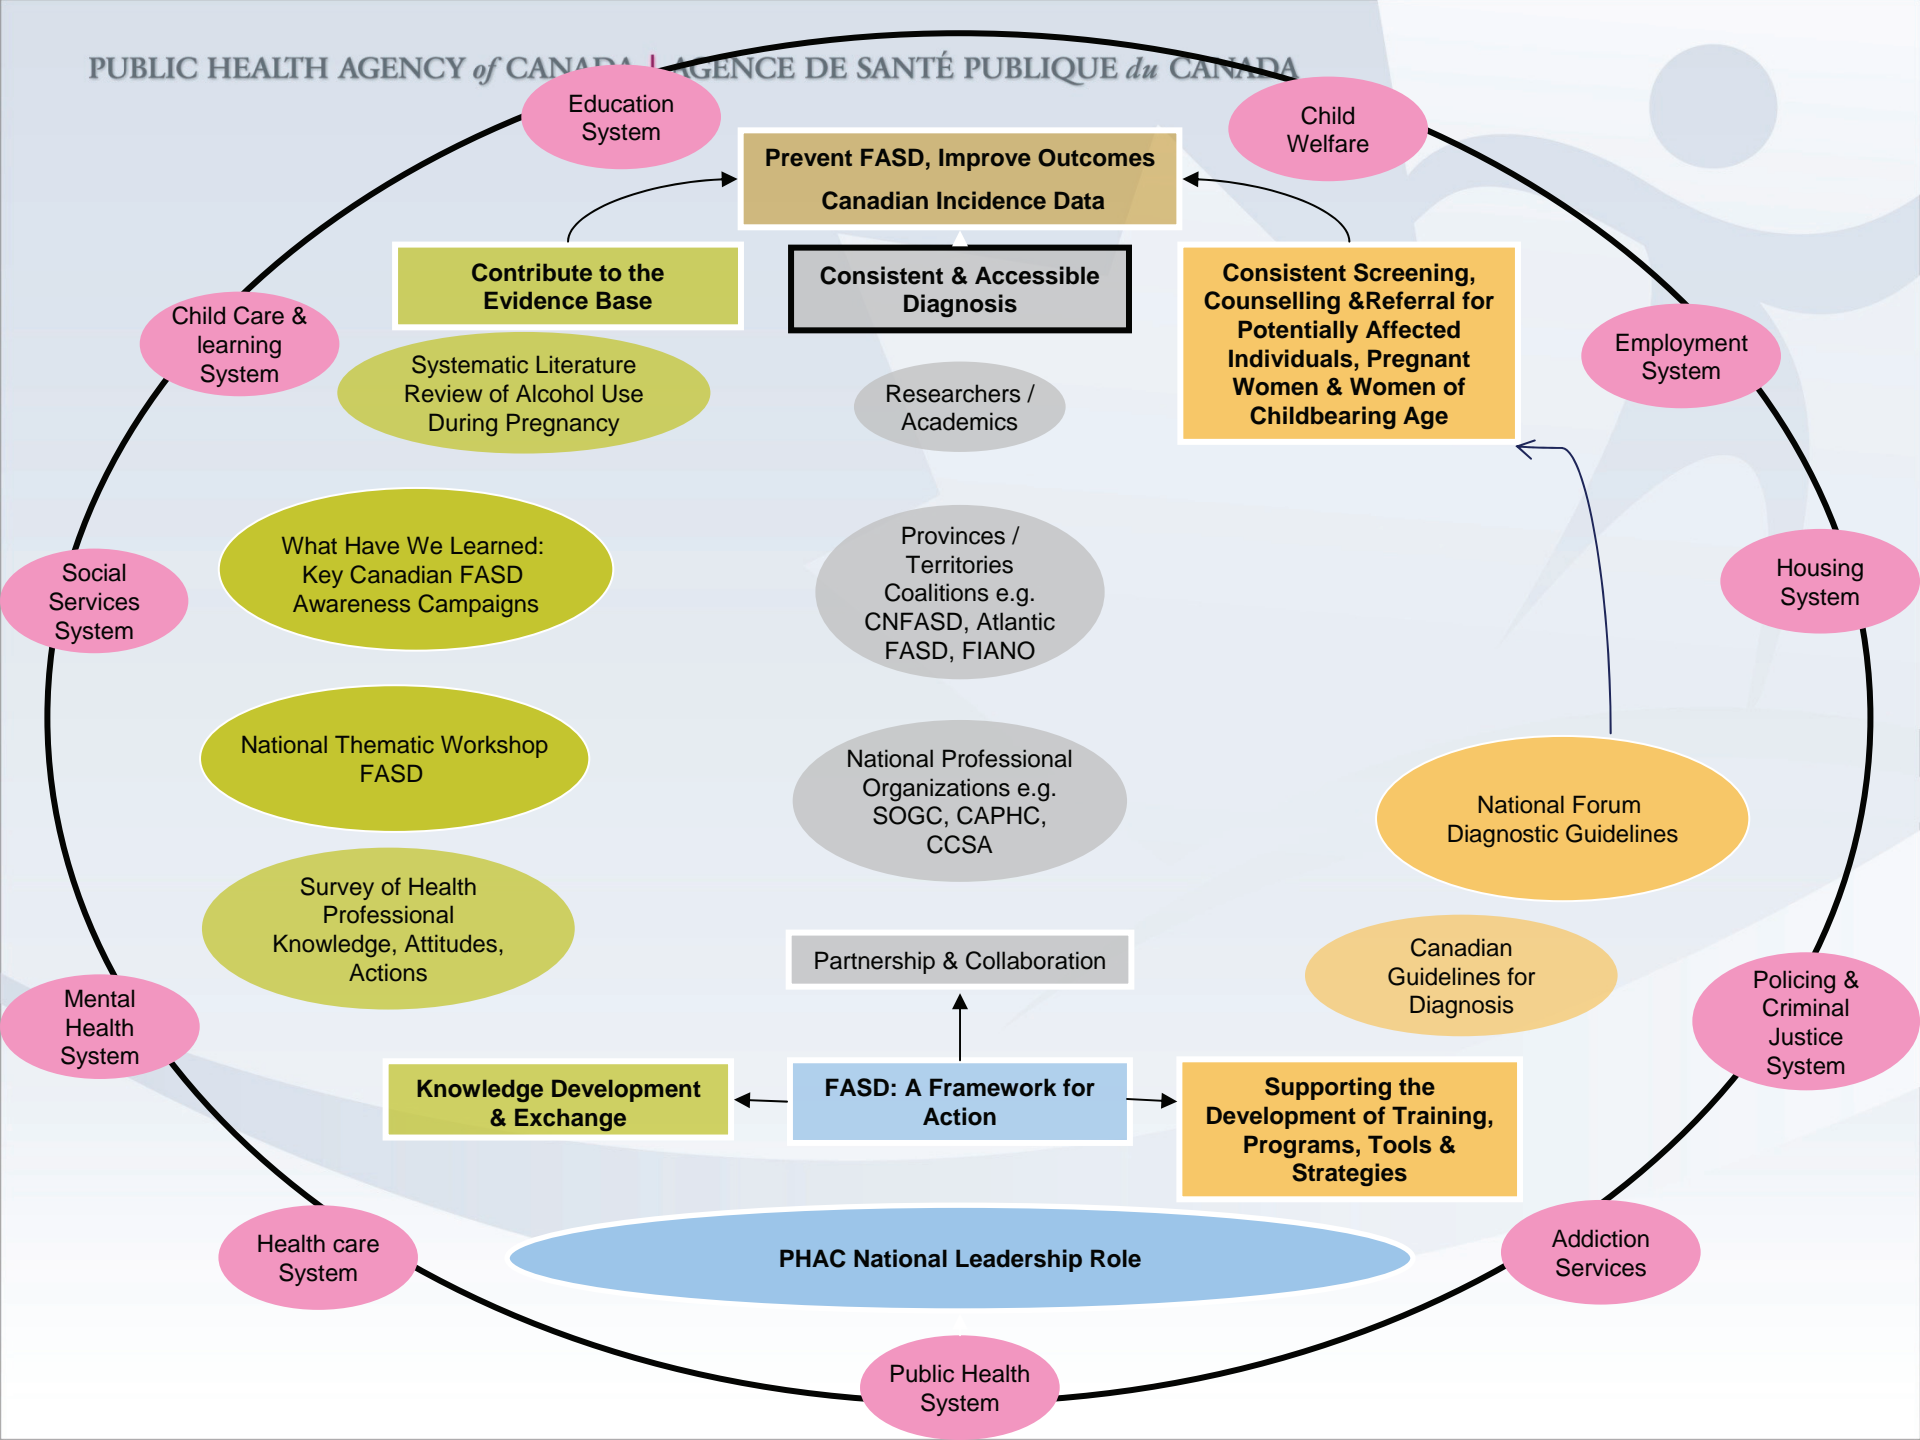 PUBLIC HEALTH AGENCY of CANADA | AGENCE DE SANTÉ PUBLIQUE du CANADA
Education
System
Child
Welfare
Prevent FASD, Improve Outcomes
Canadian Incidence Data
Contribute to the
Evidence Base
Consistent & Accessible
Diagnosis
Consistent Screening,
Counselling &Referral for
Potentially Affected
Individuals, Pregnant
Women & Women of
Childbearing Age
Child Care &
learning
System
Employment
System
Systematic Literature
Review of Alcohol Use
During Pregnancy
Researchers /
Academics
What Have We Learned:
Key Canadian FASD
Awareness Campaigns
Provinces /
Territories
Coalitions e.g.
CNFASD, Atlantic
FASD, FIANO
Social
Services
System
Housing
System
National Thematic Workshop
FASD
National Professional
Organizations e.g.
SOGC, CAPHC,
CCSA
National Forum
Diagnostic Guidelines
Survey of Health
Professional
Knowledge, Attitudes,
Actions
Partnership & Collaboration
Canadian
Guidelines for
Diagnosis
Mental
Health
System
Policing &
Criminal
Justice
System
Knowledge Development
& Exchange
FASD: A Framework for
Action
Supporting the
Development of Training,
Programs, Tools &
Strategies
Health care
System
PHAC National Leadership Role
Addiction
Services
Public Health
System